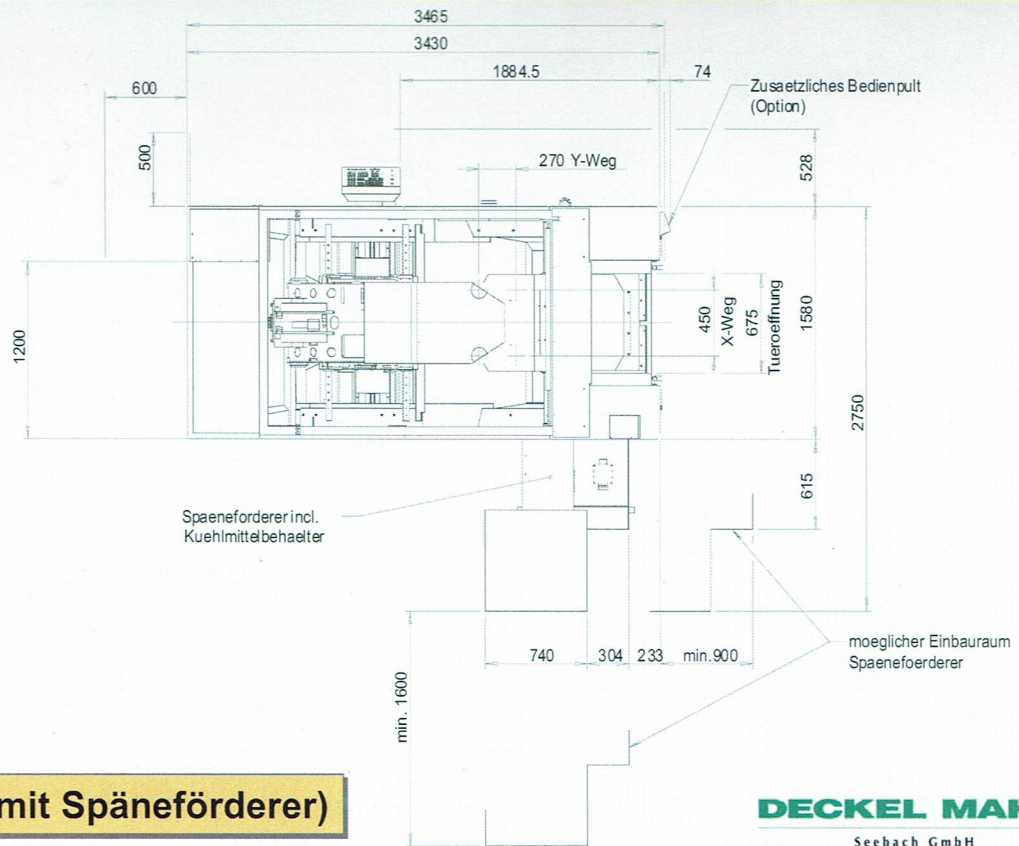 3465
3430
1884.5
74
600
Zusaetzliches Bedienpult
(Option)
500
270 Y-Weg
528
1200
450
X-Weg
675
Tueroeffnung
1580
2750
615
Spaeneforderer incl.
Kuehlmittelbehaelter
740
304
233
min.900
moeglicher Einbauraum
Spaenefoerderer
min. 1600
mit Späneförderer)
DECKEL MAH
Seebach GmbH